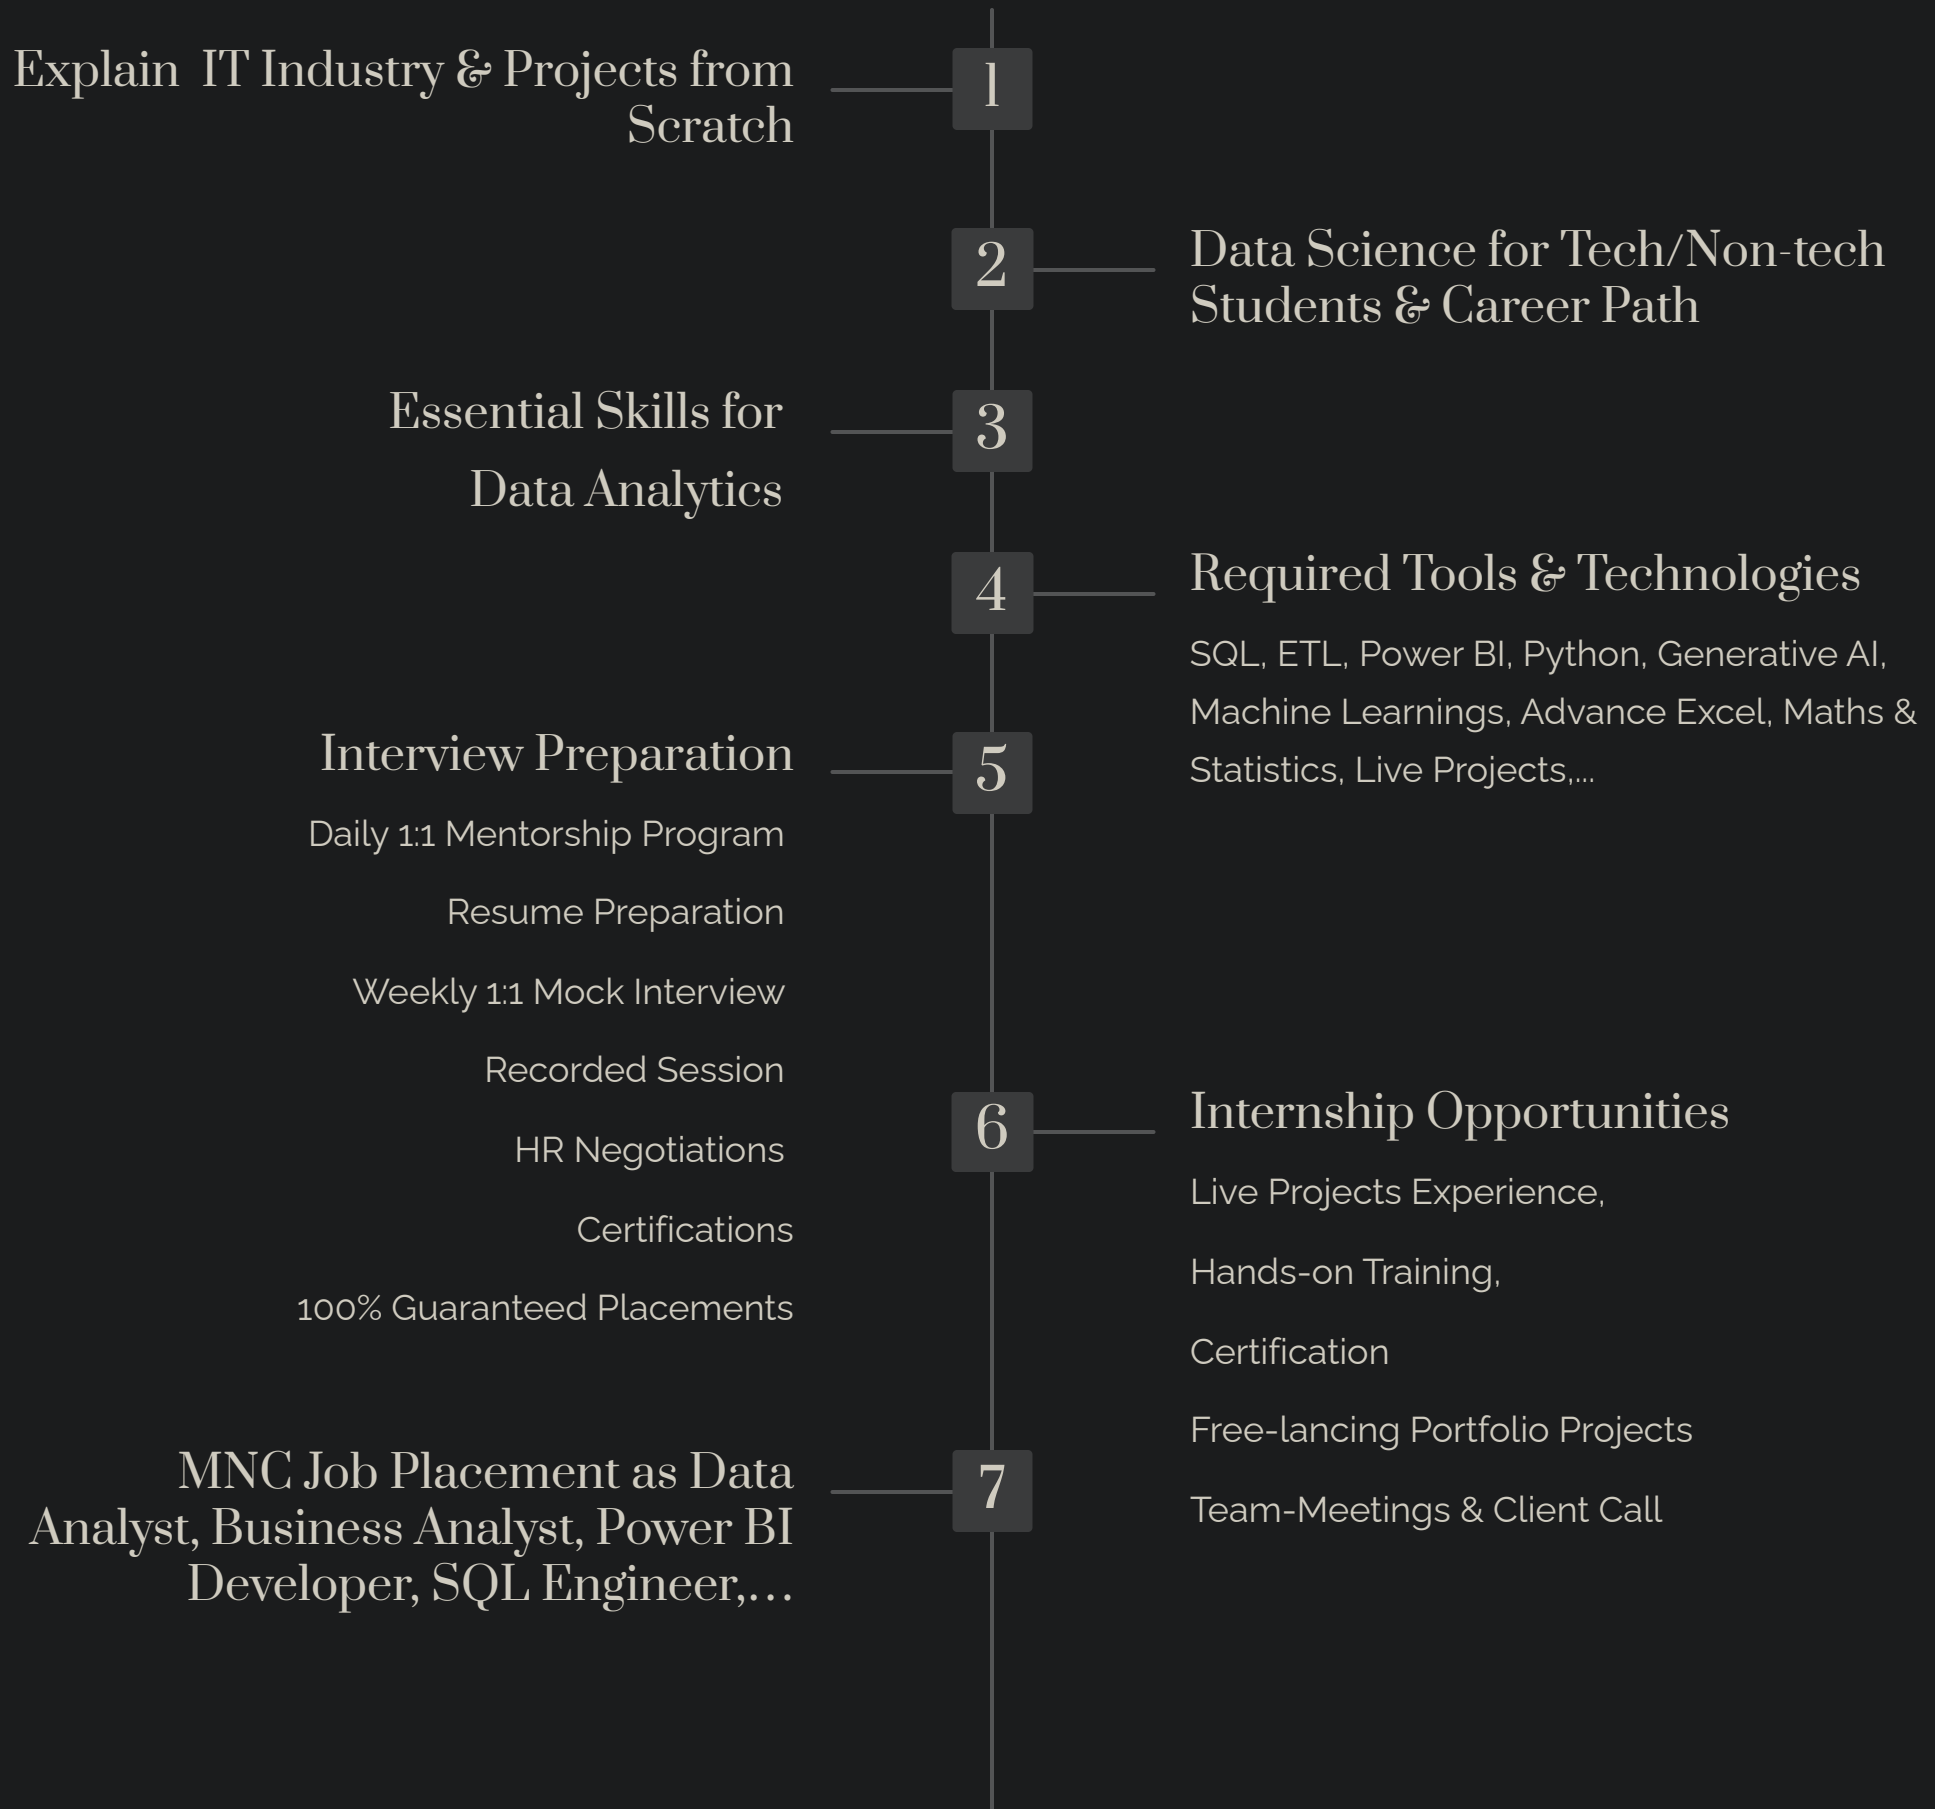 Explain  IT Industry & Projects from
Scratch
1
2
Data Science for Tech/Non-tech
Students & Career Path
Essential Skills for
Data Analytics
3
4
Required Tools & Technologies
SQL, ETL, Power BI, Python, Generative AI,
Machine Learnings, Advance Excel, Maths &
Statistics, Live Projects,...
Interview Preparation
5
Daily 1:1 Mentorship Program
Resume Preparation
Weekly 1:1 Mock Interview
Recorded Session
HR Negotiations
Certifications
100% Guaranteed Placements
6
Internship Opportunities
Live Projects Experience,
Hands-on Training,
Certification
Free-lancing Portfolio Projects
Team-Meetings & Client Call
MNC Job Placement as Data
Analyst, Business Analyst, Power BI
Developer, SQL Engineer,...
7